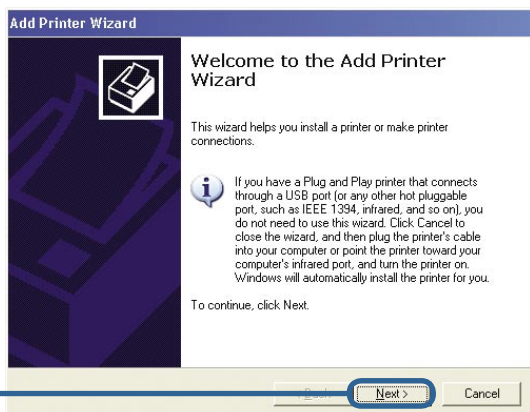 Add Printer Wizard
Welcome to the Add Printer
Wizard
This wizard helps you install a printer or make printer
connections.
If you have a Plug and Play printer that connects
through a USB port (or any other hot pluggable
port, such as IEEE 1394, infrared, and so on), you
do not need to use this wizard. Click Cancel to
close the wizard, and then plug the printer's cable
into your computer or point the printer toward your
computer's infrared port, and turn the printer on.
Windows will automatically install the printer for you.
To continue, click Next.
Next > Cancel